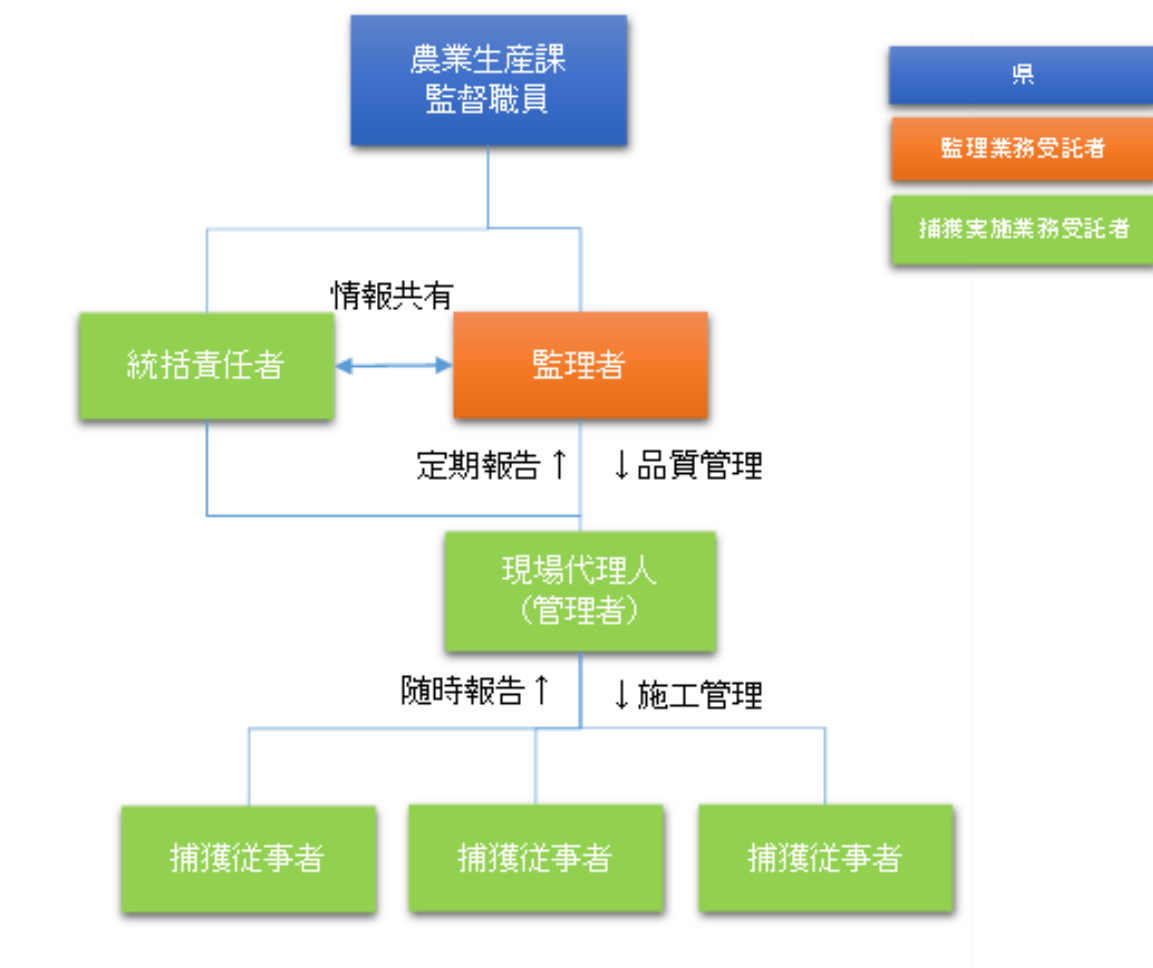 農業生産課
監督職員
県
監理業務受託者
捕獲実施業務受託者
情報共有
統括責任者
監理者
定期報告↑
↓品質管理
現場代理人
（管理者）
随時報告↑
↓施工管理
捕獲従事者
捕獲従事者
捕獲従事者